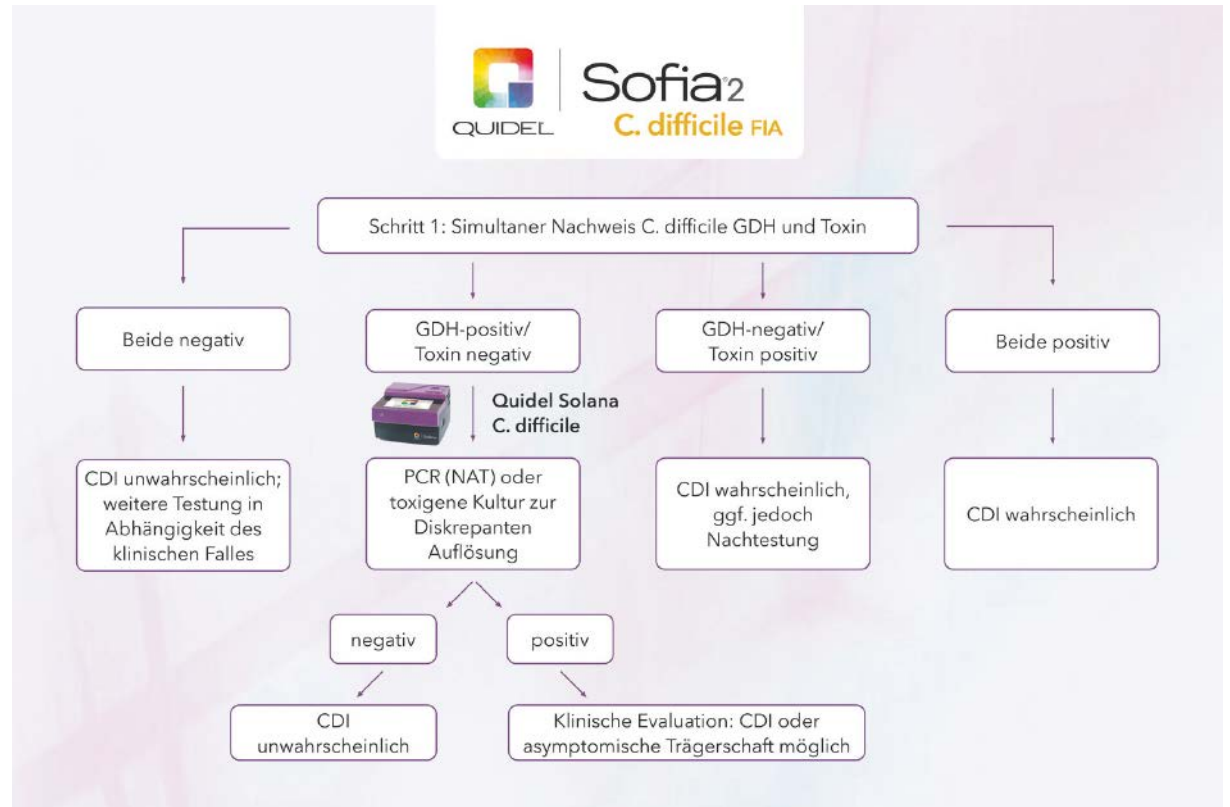 QUIDEL
Sofia®2
C. difficile FIA
Schritt 1: Simultaner Nachweis C. difficile GDH und Toxin
Beide negativ
GDH-positiv/
Toxin negativ
GDH-negativ/
Toxin positiv
Beide positiv
Quidel Solana
C. difficile
CDI unwahrscheinlich;
weitere Testung in
Abhängigkeit des
klinischen Falles
PCR (NAT) oder
toxigene Kultur zur
Diskrepanten
Auflösung
CDI wahrscheinlich,
ggf. jedoch
Nachtestung
CDI wahrscheinlich
negativ
positiv
CDI
unwahrscheinlich
Klinische Evaluation: CDI oder
asymptomische Trägerschaft möglich